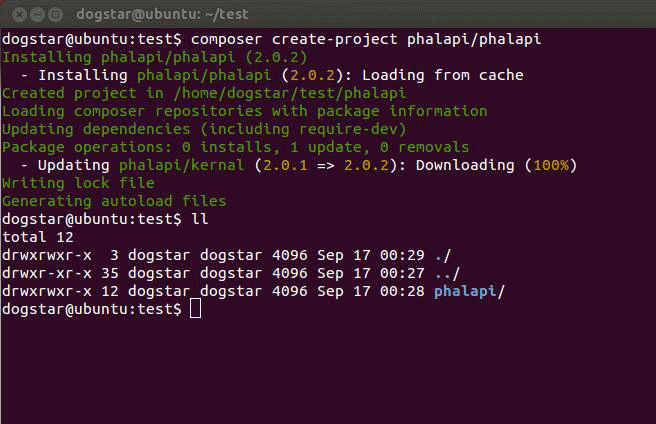 dogstar@ubuntu: ~/test
dogstar@ubuntu:test$ composer create-project phalapi/phalapi
Installing phalapi/phalapi (2.0.2)
  - Installing phalapi/phalapi (2.0.2): Loading from cache
Created project in /home/dogstar/test/phalapi
Loading composer repositories with package information
Updating dependencies (including require-dev)
Package operations: 0 installs, 1 update, 0 removals
  - Updating phalapi/kernal (2.0.1 => 2.0.2): Downloading (100%)
Writing lock file
Generating autoload files
dogstar@ubuntu:test$ ll
total 12
drwxrwxr-x  3 dogstar dogstar 4096 Sep 17 00:29 ./
drwxr-xr-x 35 dogstar dogstar 4096 Sep 17 00:27 ../
drwxrwxr-x 12 dogstar dogstar 4096 Sep 17 00:28 phalapi/
dogstar@ubuntu:test$